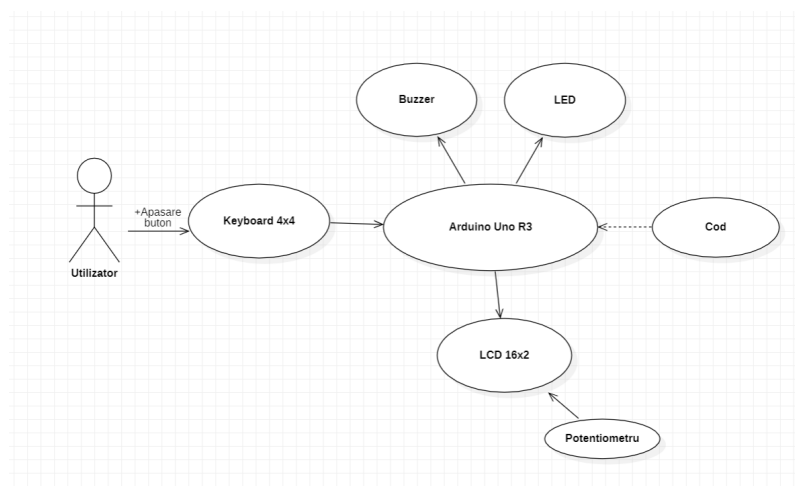 Buzzer
LED
+Apasare
buton
Keyboard 4x4
Arduino Uno R3
Cod
Utilizator
LCD 16x2
Potentiometru